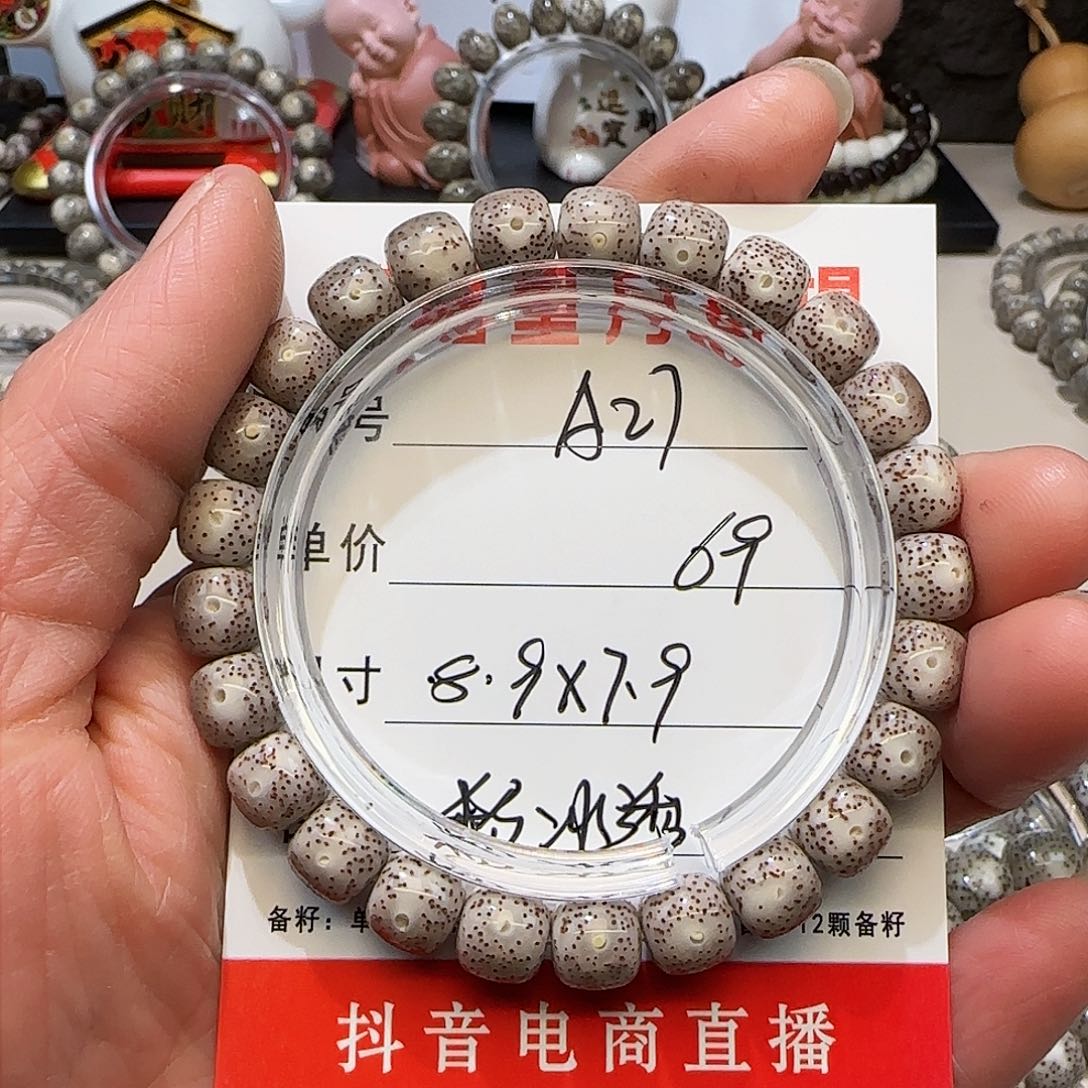 财
号 A27
单价 69
寸 8.9X7.9
备籽：单
12颗备籽
抖音电商直播